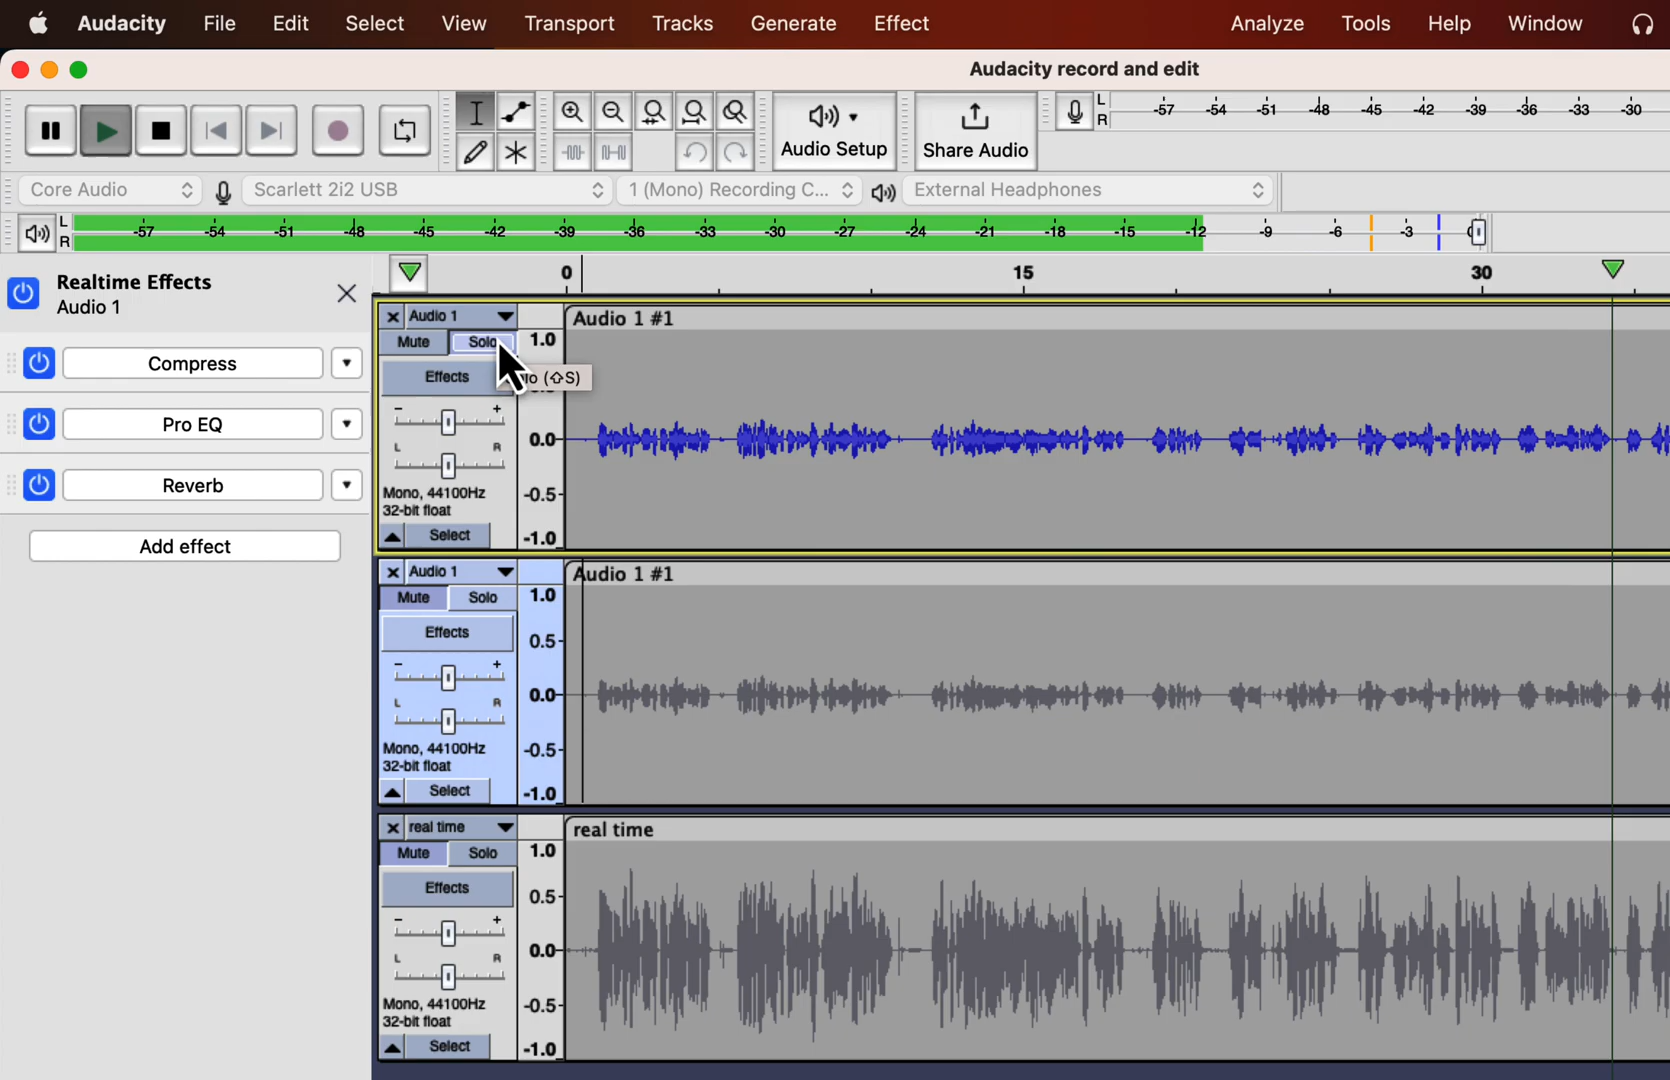 Audacity File Edit Select View Transport Tracks Generate Effect Analyze Tools Help Window
Audacity record and edit
Audio Setup
Share Audio
L
R
-57 -54 -51 -48 -45 -42 -39 -36 -33 -30
Core Audio
Scarlett 2i2 USB
1 (Mono) Recording C...
External Headphones
L
R
-57 -54 -51 -48 -45 -42 -39 -36 -33 -30 -27 -24 -21 -18 -15 -12 -9 -6 -3
Realtime Effects
Audio 1
Compress
Pro EQ
Reverb
Add effect
0 15 30
Audio 1
Audio 1 #1
Mute Solo
1.0
Effects
(⇧S)
- +
0.0
L R
Mono, 44100Hz
-0.5
32-bit float
Select
-1.0
Audio 1
Audio 1 #1
Mute Solo
1.0
Effects
0.5
- +
0.0
L R
Mono, 44100Hz
-0.5
32-bit float
Select
-1.0
real time
real time
Mute Solo
1.0
Effects
0.5
- +
0.0
L R
Mono, 44100Hz
-0.5
32-bit float
Select
-1.0